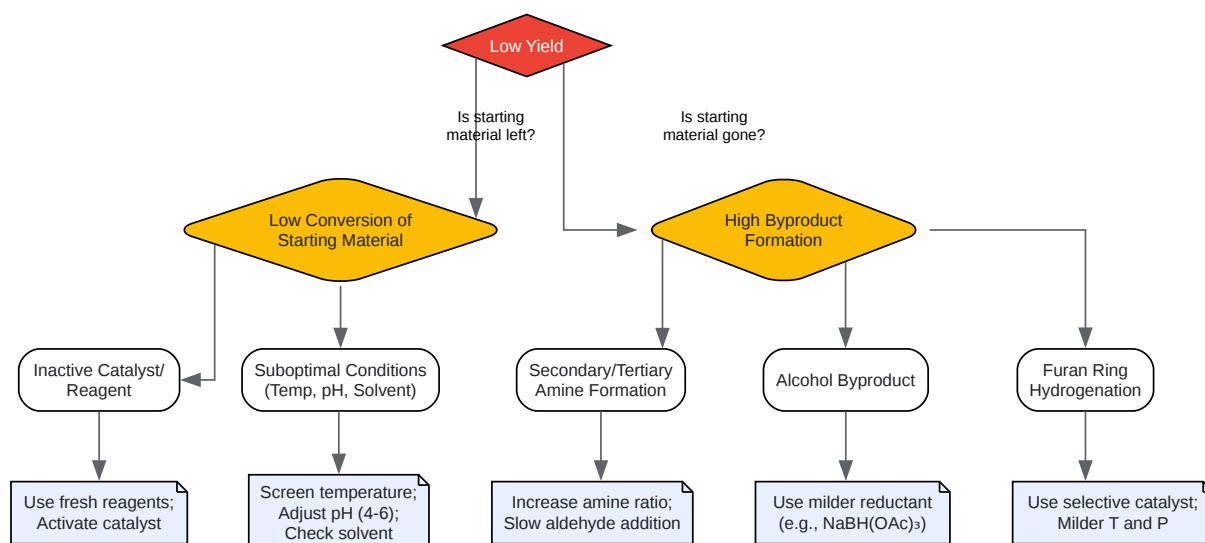 Low Yield
Is starting
material left?
Is starting
material gone?
Low Conversion of
Starting Material
High Byproduct
Formation
Inactive Catalyst/
Reagent
Suboptimal Conditions
(Temp, pH, Solvent)
Secondary/Tertiary
Amine Formation
Alcohol Byproduct
Furan Ring
Hydrogenation
Use fresh reagents;
Activate catalyst
Screen temperature;
Adjust pH (4-6);
Check solvent
Increase amine ratio;
Slow aldehyde addition
Use milder reductant
(e.g., NaBH(OAc)₃)
Use selective catalyst;
Milder T and P